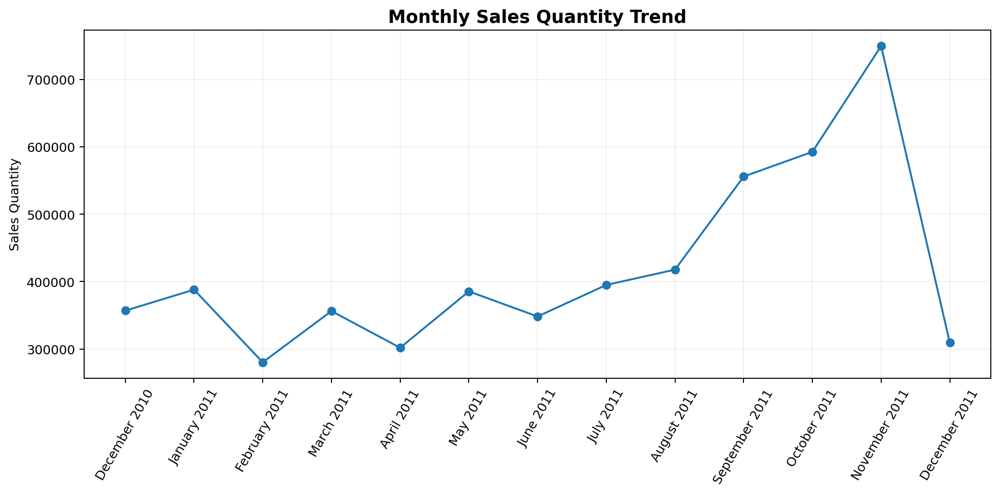 Monthly Sales Quantity Trend
Sales Quantity
700000
600000
500000
400000
300000
December 2010
January 2011
February 2011
March 2011
April 2011
May 2011
June 2011
July 2011
August 2011
September 2011
October 2011
November 2011
December 2011